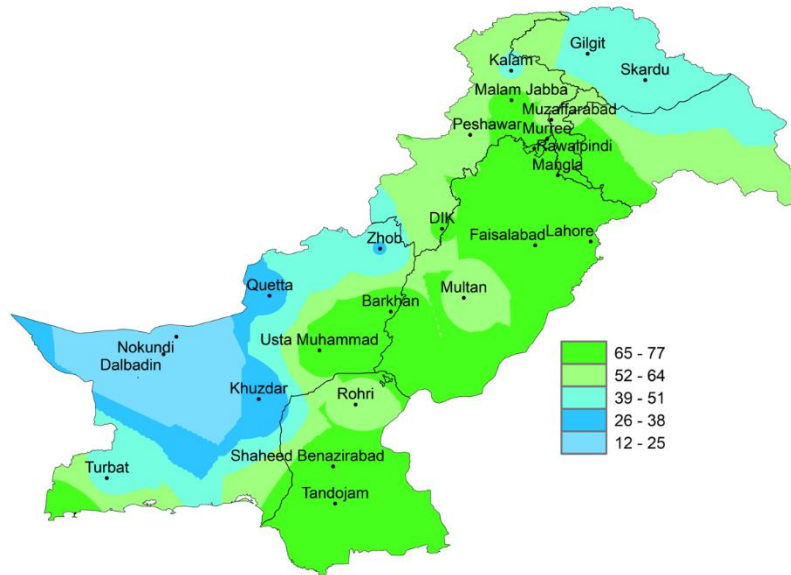 Gilgit
Kalam
Skardu
Malam Jabba
Muzaffarabad
Peshawar
Murree
Rawalpindi
Mangla
DIK
Zhob
Faisalabad
Lahore
Quetta
Multan
Barkhan
Nokundi
Usta Muhammad
Dalbadin
Khuzdar
Rohri
Shaheed Benazirabad
Turbat
Tandojam
65 - 77
52 - 64
39 - 51
26 - 38
12 - 25